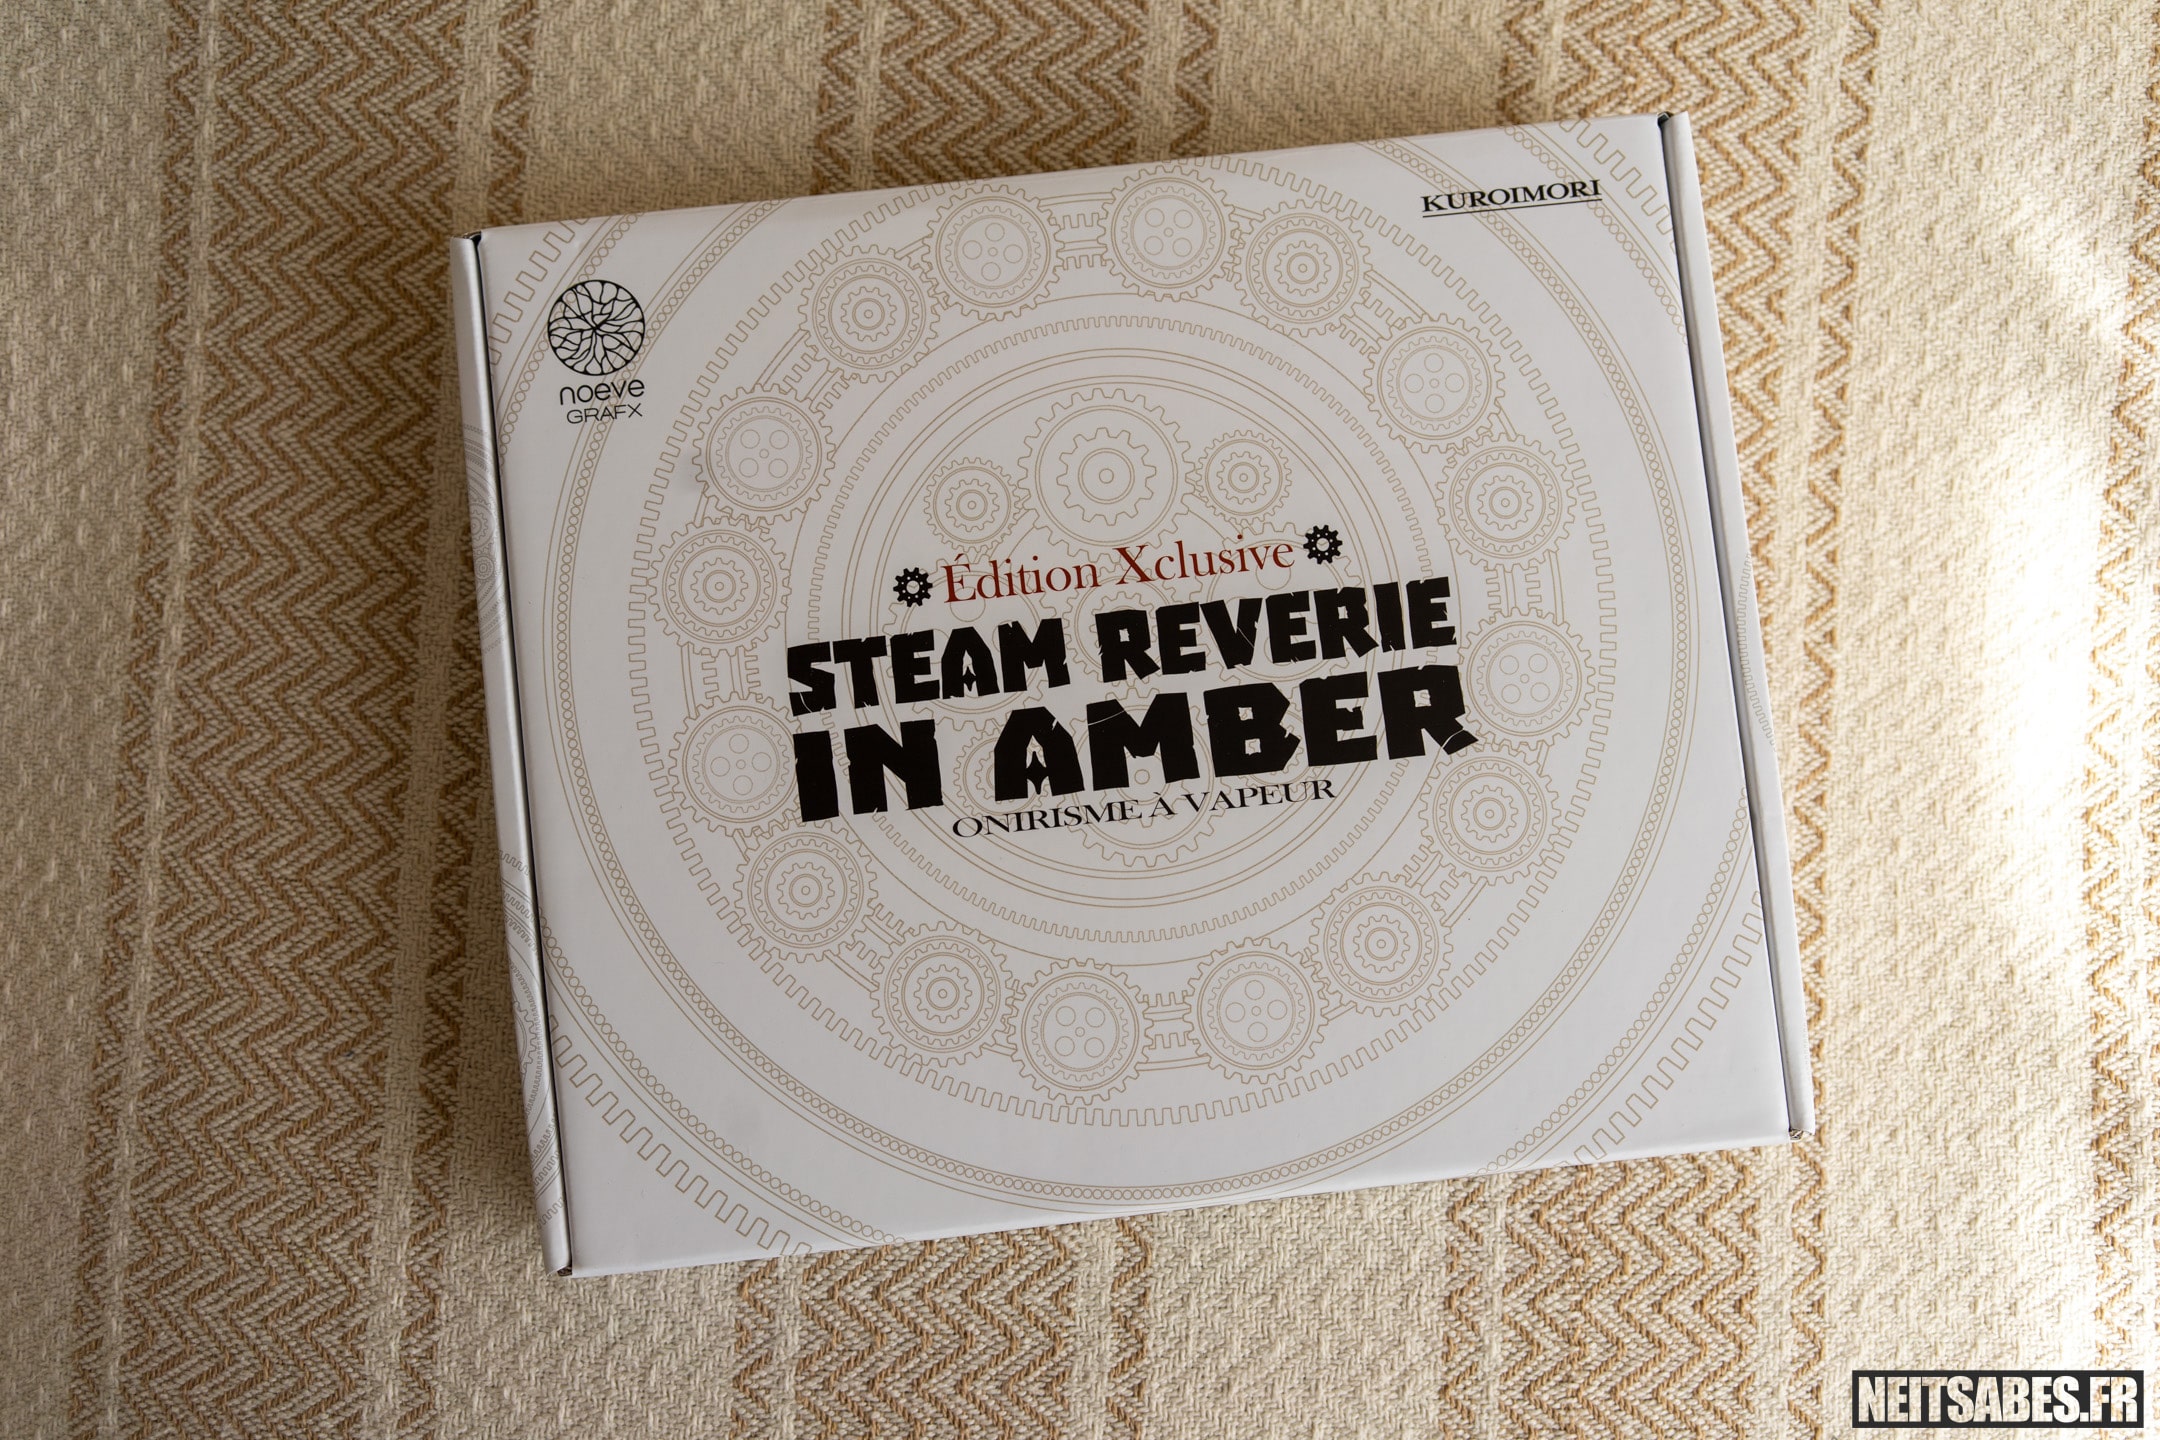 KUROIMORI
noeve
GRAFX
Édition Xclusive
STEAM REVERIE
IN AMBER
ONIRISME À VAPEUR
NEITSABES.FR